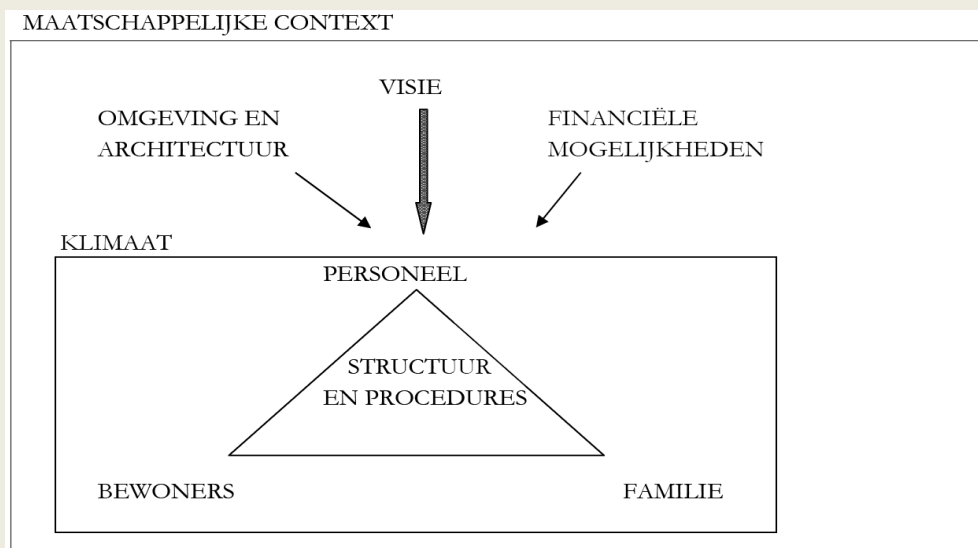 MAATSCHAPPELIJKE CONTEXT
VISIE
OMGEVING EN
ARCHITECTUUR
FINANCIËLE
MOGELIJKHEDEN
KLIMAAT
PERSONEEL
STRUCTUUR
EN PROCEDURES
BEWONERS
FAMILIE